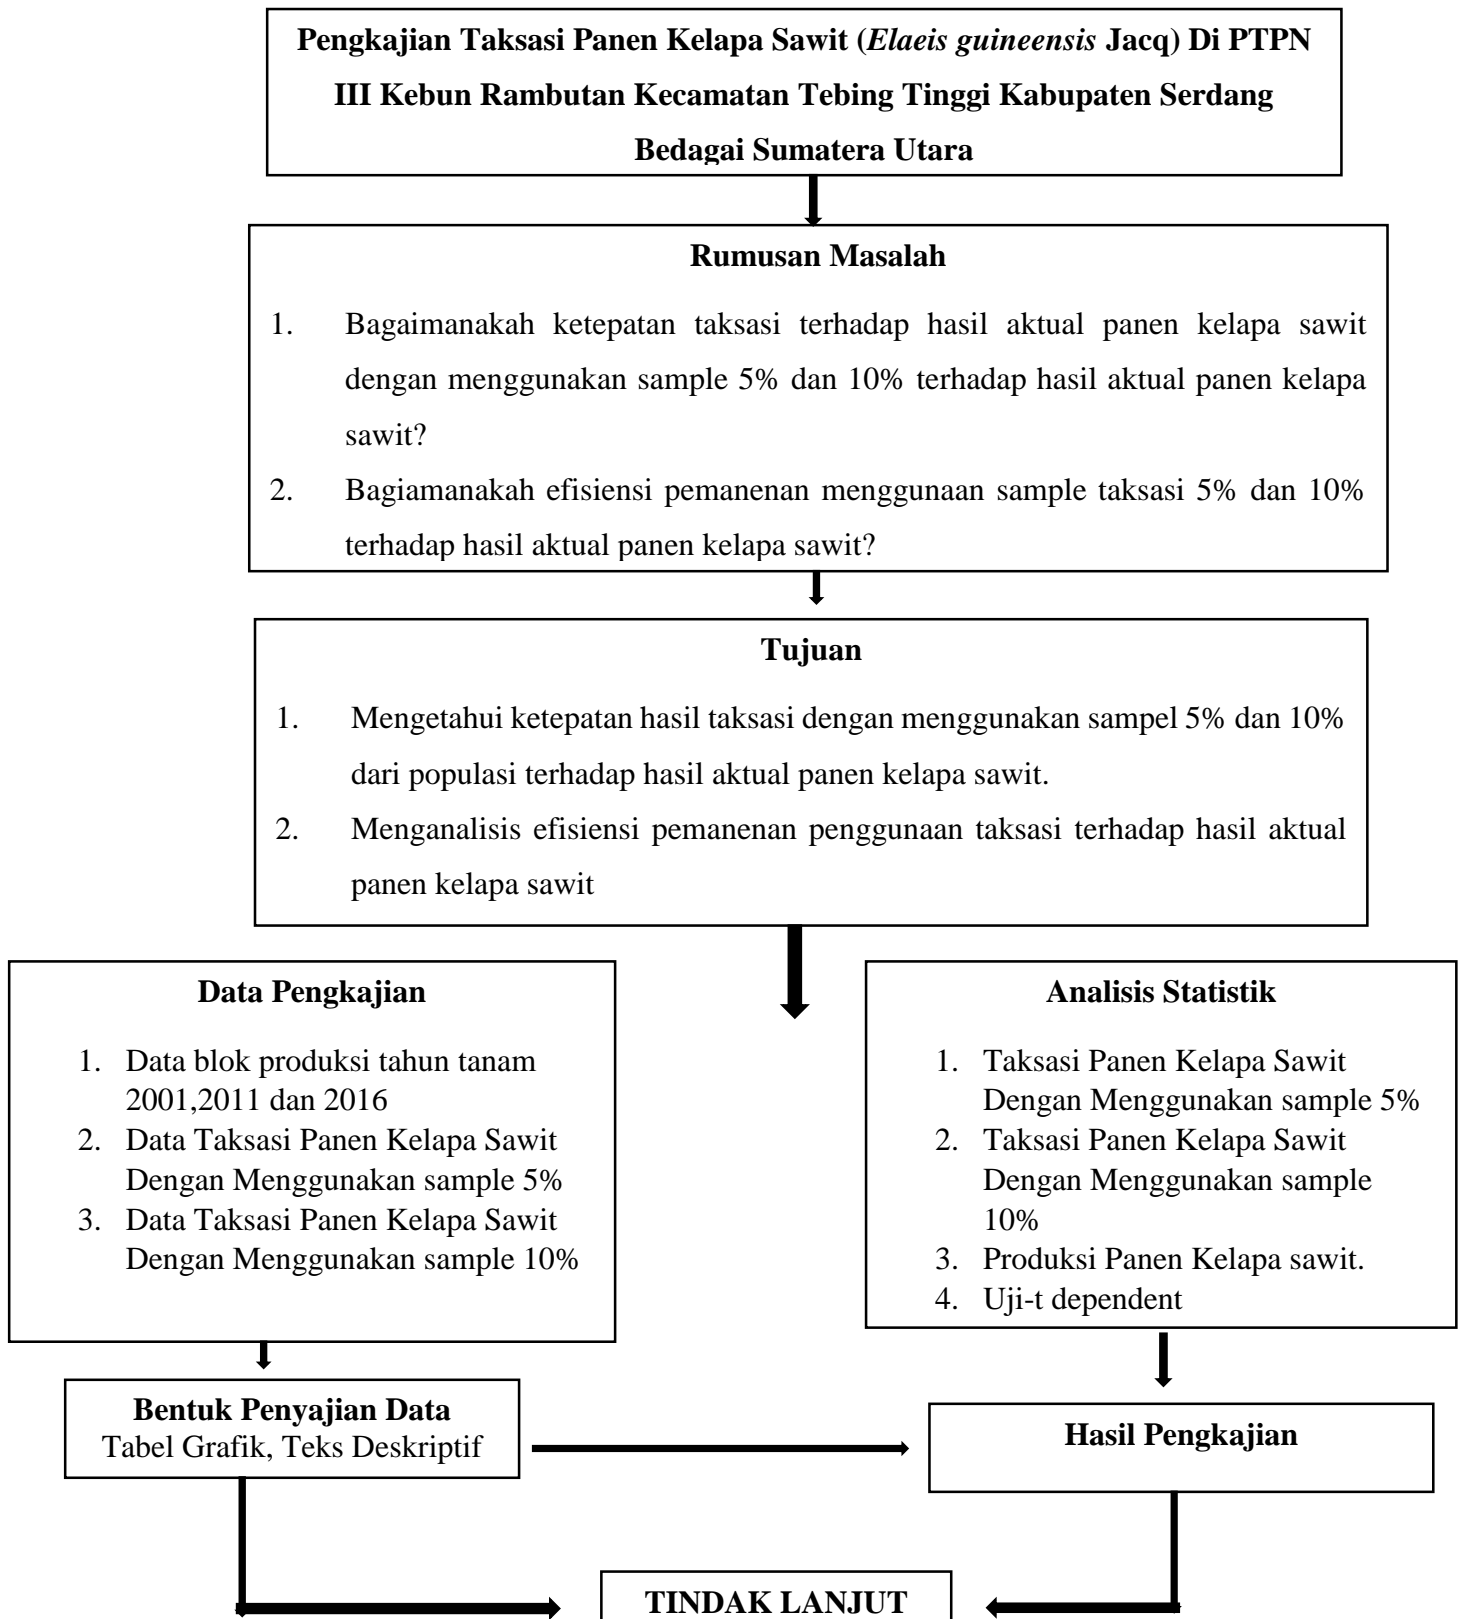 Pengkajian Taksasi Panen Kelapa Sawit (Elaeis guineensis Jacq) Di PTPN
III Kebun Rambutan Kecamatan Tebing Tinggi Kabupaten Serdang
Bedagai Sumatera Utara
Rumusan Masalah
1. Bagaimanakah ketepatan taksasi terhadap hasil aktual panen kelapa sawit
dengan menggunakan sample 5% dan 10% terhadap hasil aktual panen kelapa
sawit?
2. Bagiamanakah efisiensi pemanenan menggunaan sample taksasi 5% dan 10%
terhadap hasil aktual panen kelapa sawit?
Tujuan
1. Mengetahui ketepatan hasil taksasi dengan menggunakan sampel 5% dan 10%
dari populasi terhadap hasil aktual panen kelapa sawit.
2. Menganalisis efisiensi pemanenan penggunaan taksasi terhadap hasil aktual
panen kelapa sawit
Data Pengkajian
1. Data blok produksi tahun tanam
2001,2011 dan 2016
2. Data Taksasi Panen Kelapa Sawit
Dengan Menggunakan sample 5%
3. Data Taksasi Panen Kelapa Sawit
Dengan Menggunakan sample 10%
Analisis Statistik
1. Taksasi Panen Kelapa Sawit
Dengan Menggunakan sample 5%
2. Taksasi Panen Kelapa Sawit
Dengan Menggunakan sample
10%
3. Produksi Panen Kelapa sawit.
4. Uji-t dependent
Bentuk Penyajian Data
Tabel Grafik, Teks Deskriptif
Hasil Pengkajian
TINDAK LANJUT